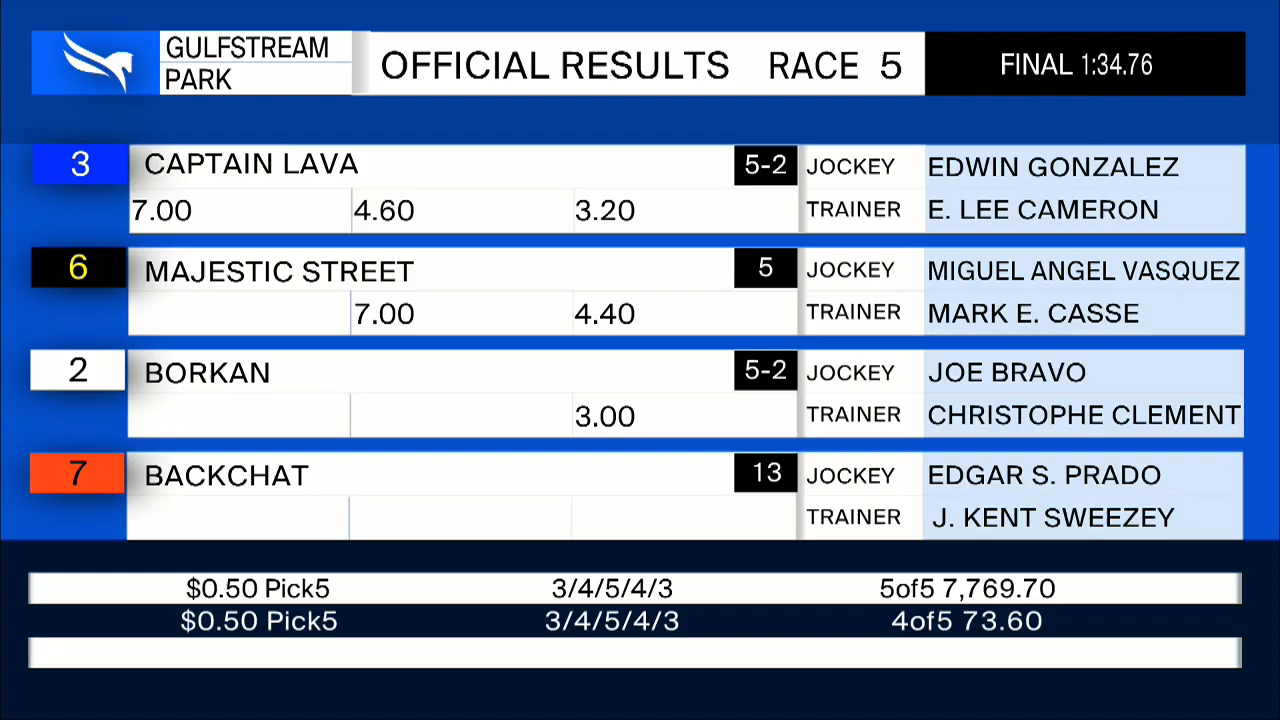 GULFSTREAM
PARK
OFFICIAL RESULTS RACE 5
FINAL 1:34.76
3 CAPTAIN LAVA 5-2 JOCKEY EDWIN GONZALEZ
7.00 4.60 3.20 TRAINER E. LEE CAMERON
6 MAJESTIC STREET 5 JOCKEY MIGUEL ANGEL VASQUEZ
7.00 4.40 TRAINER MARK E. CASSE
2 BORKAN 5-2 JOCKEY JOE BRAVO
3.00 TRAINER CHRISTOPHE CLEMENT
7 BACKCHAT 13 JOCKEY EDGAR S. PRADO
TRAINER J. KENT SWEEZEY
$0.50 Pick5 3/4/5/4/3 5of5 7,769.70
$0.50 Pick5 3/4/5/4/3 4of5 73.60